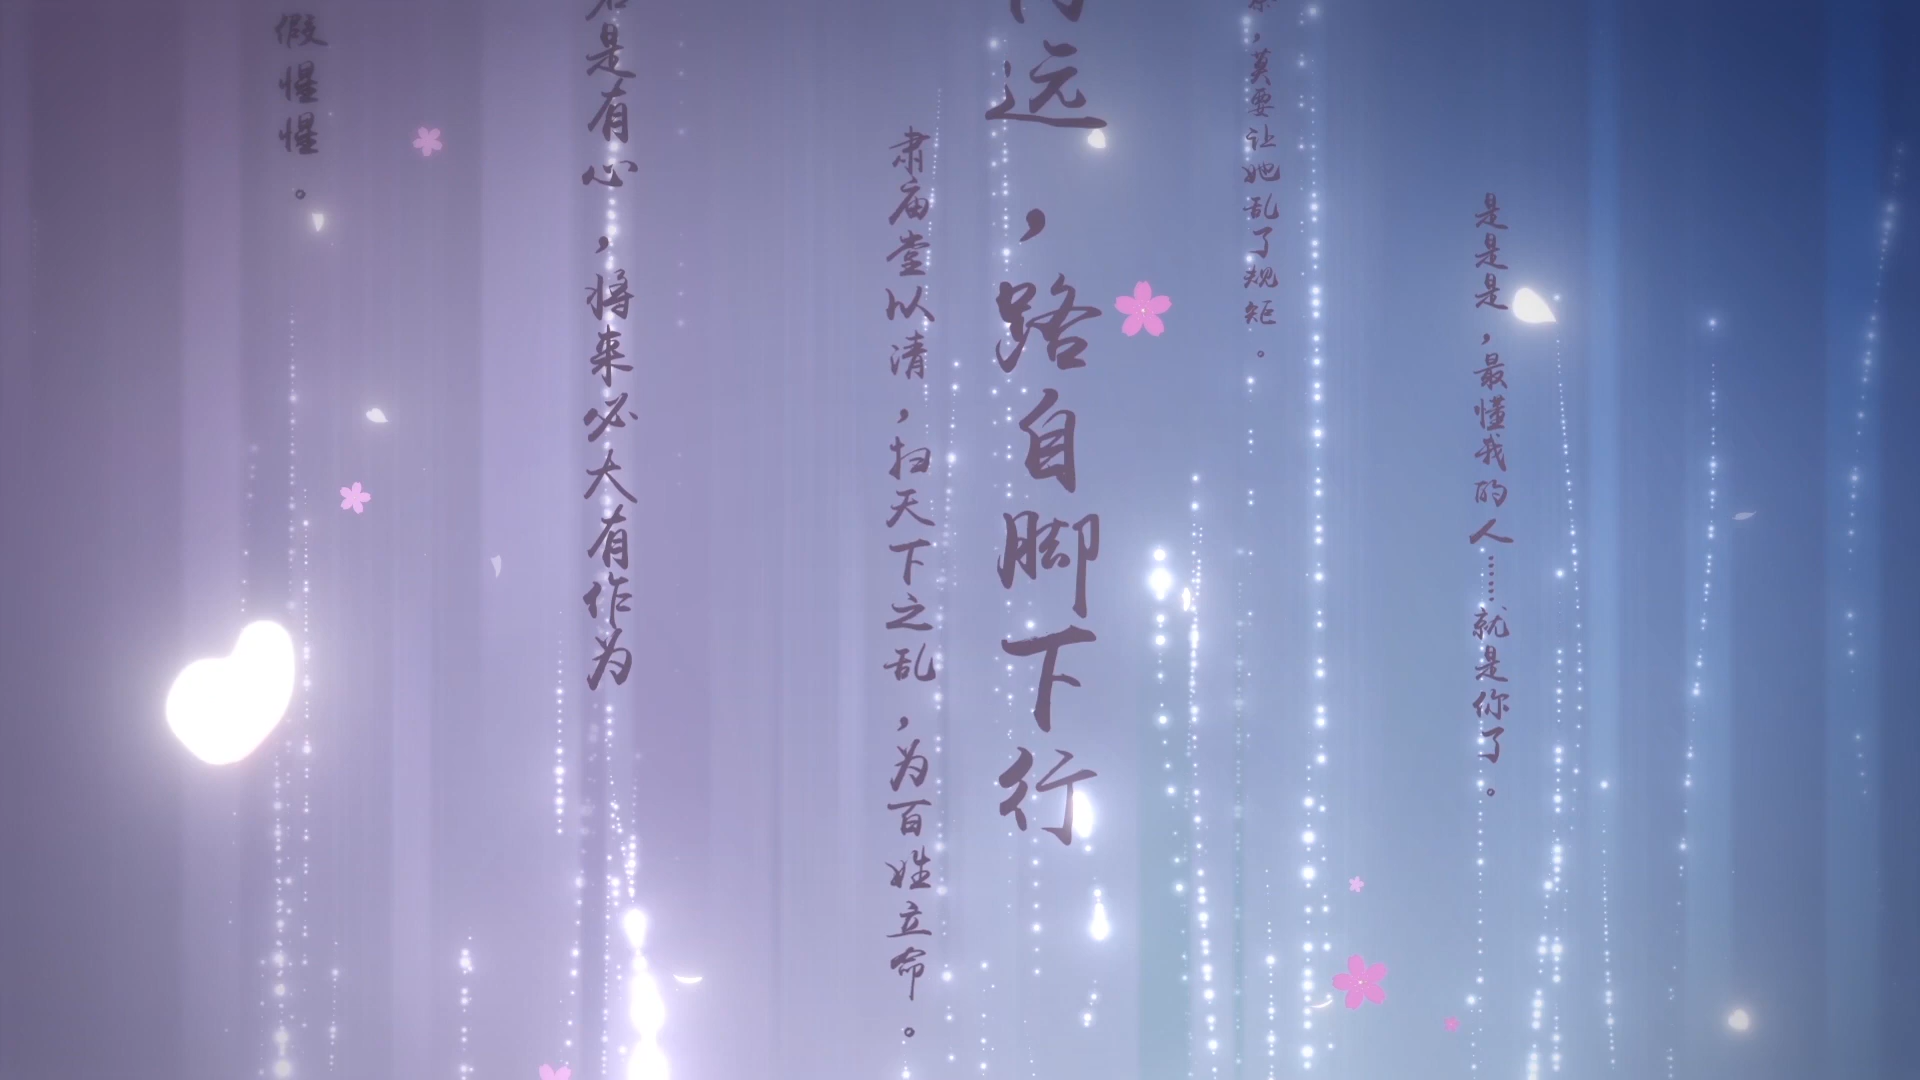 是是是，最懂我的人……就是你了。
，莫要让她乱了规矩。
远，路自脚下行
肃庙堂以清，扫天下之乱，为百姓立命。
是有心，将来必大有作为
假惺惺。